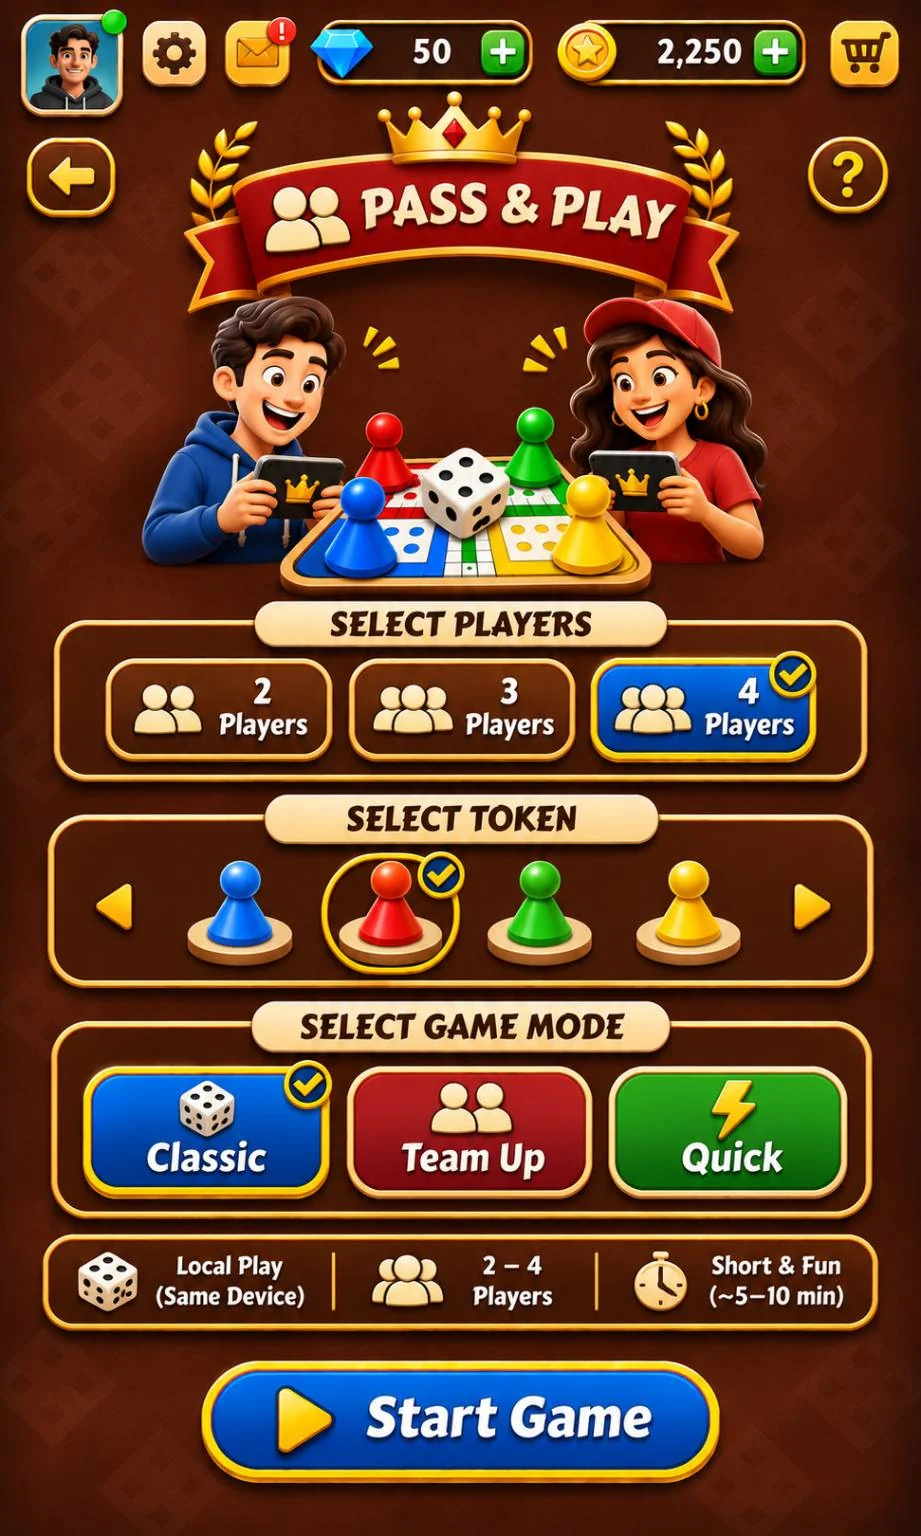 50
2,250
PASS & PLAY
SELECT PLAYERS
2
Players
3
Players
4
Players
SELECT TOKEN
SELECT GAME MODE
Classic
Team Up
Quick
Local Play
(Same Device)
2 – 4
Players
Short & Fun
(~5–10 min)
Start Game